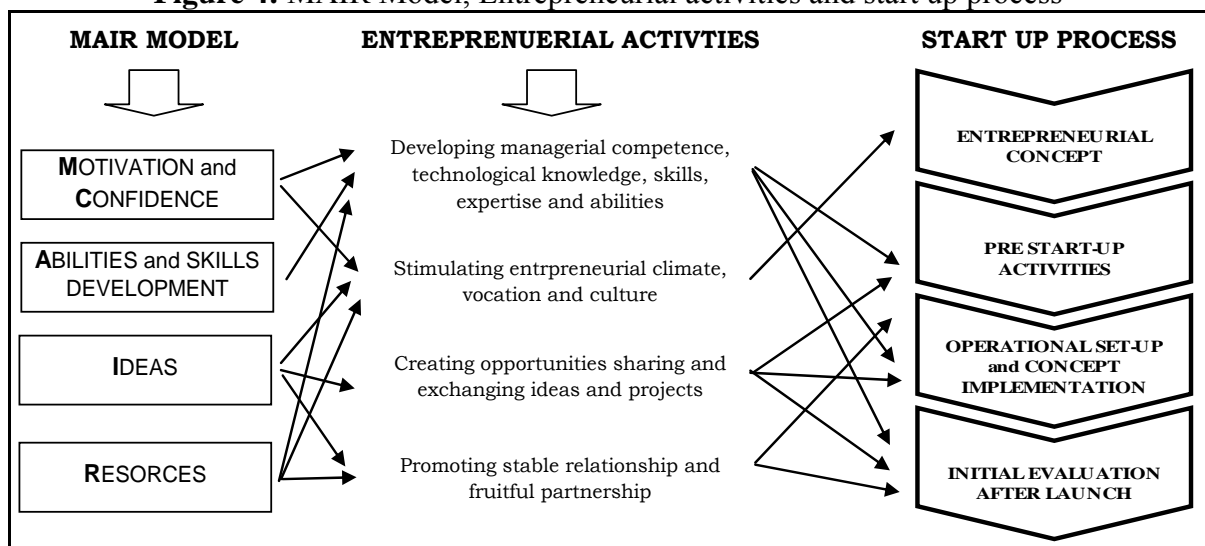 Figure 4: MAIR Model, Entrepreneurial activities and start up process
MAIR MODEL
ENTREPRENUERIAL ACTIVTIES
START UP PROCESS
MOTIVATION and
CONFIDENCE
ABILITIES and SKILLS
DEVELOPMENT
IDEAS
RESORCES
Developing managerial competence,
technological knowledge, skills,
expertise and abilities
Stimulating entrpreneurial climate,
vocation and culture
Creating opportunities sharing and
exchanging ideas and projects
Promoting stable relationship and
fruitful partnership
ENTREPRENEURIAL
CONCEPT
PRE START-UP
ACTIVITIES
OPERATIONAL SET-UP
and CONCEPT
IMPLEMENTATION
INITIAL EVALUATION
AFTER LAUNCH